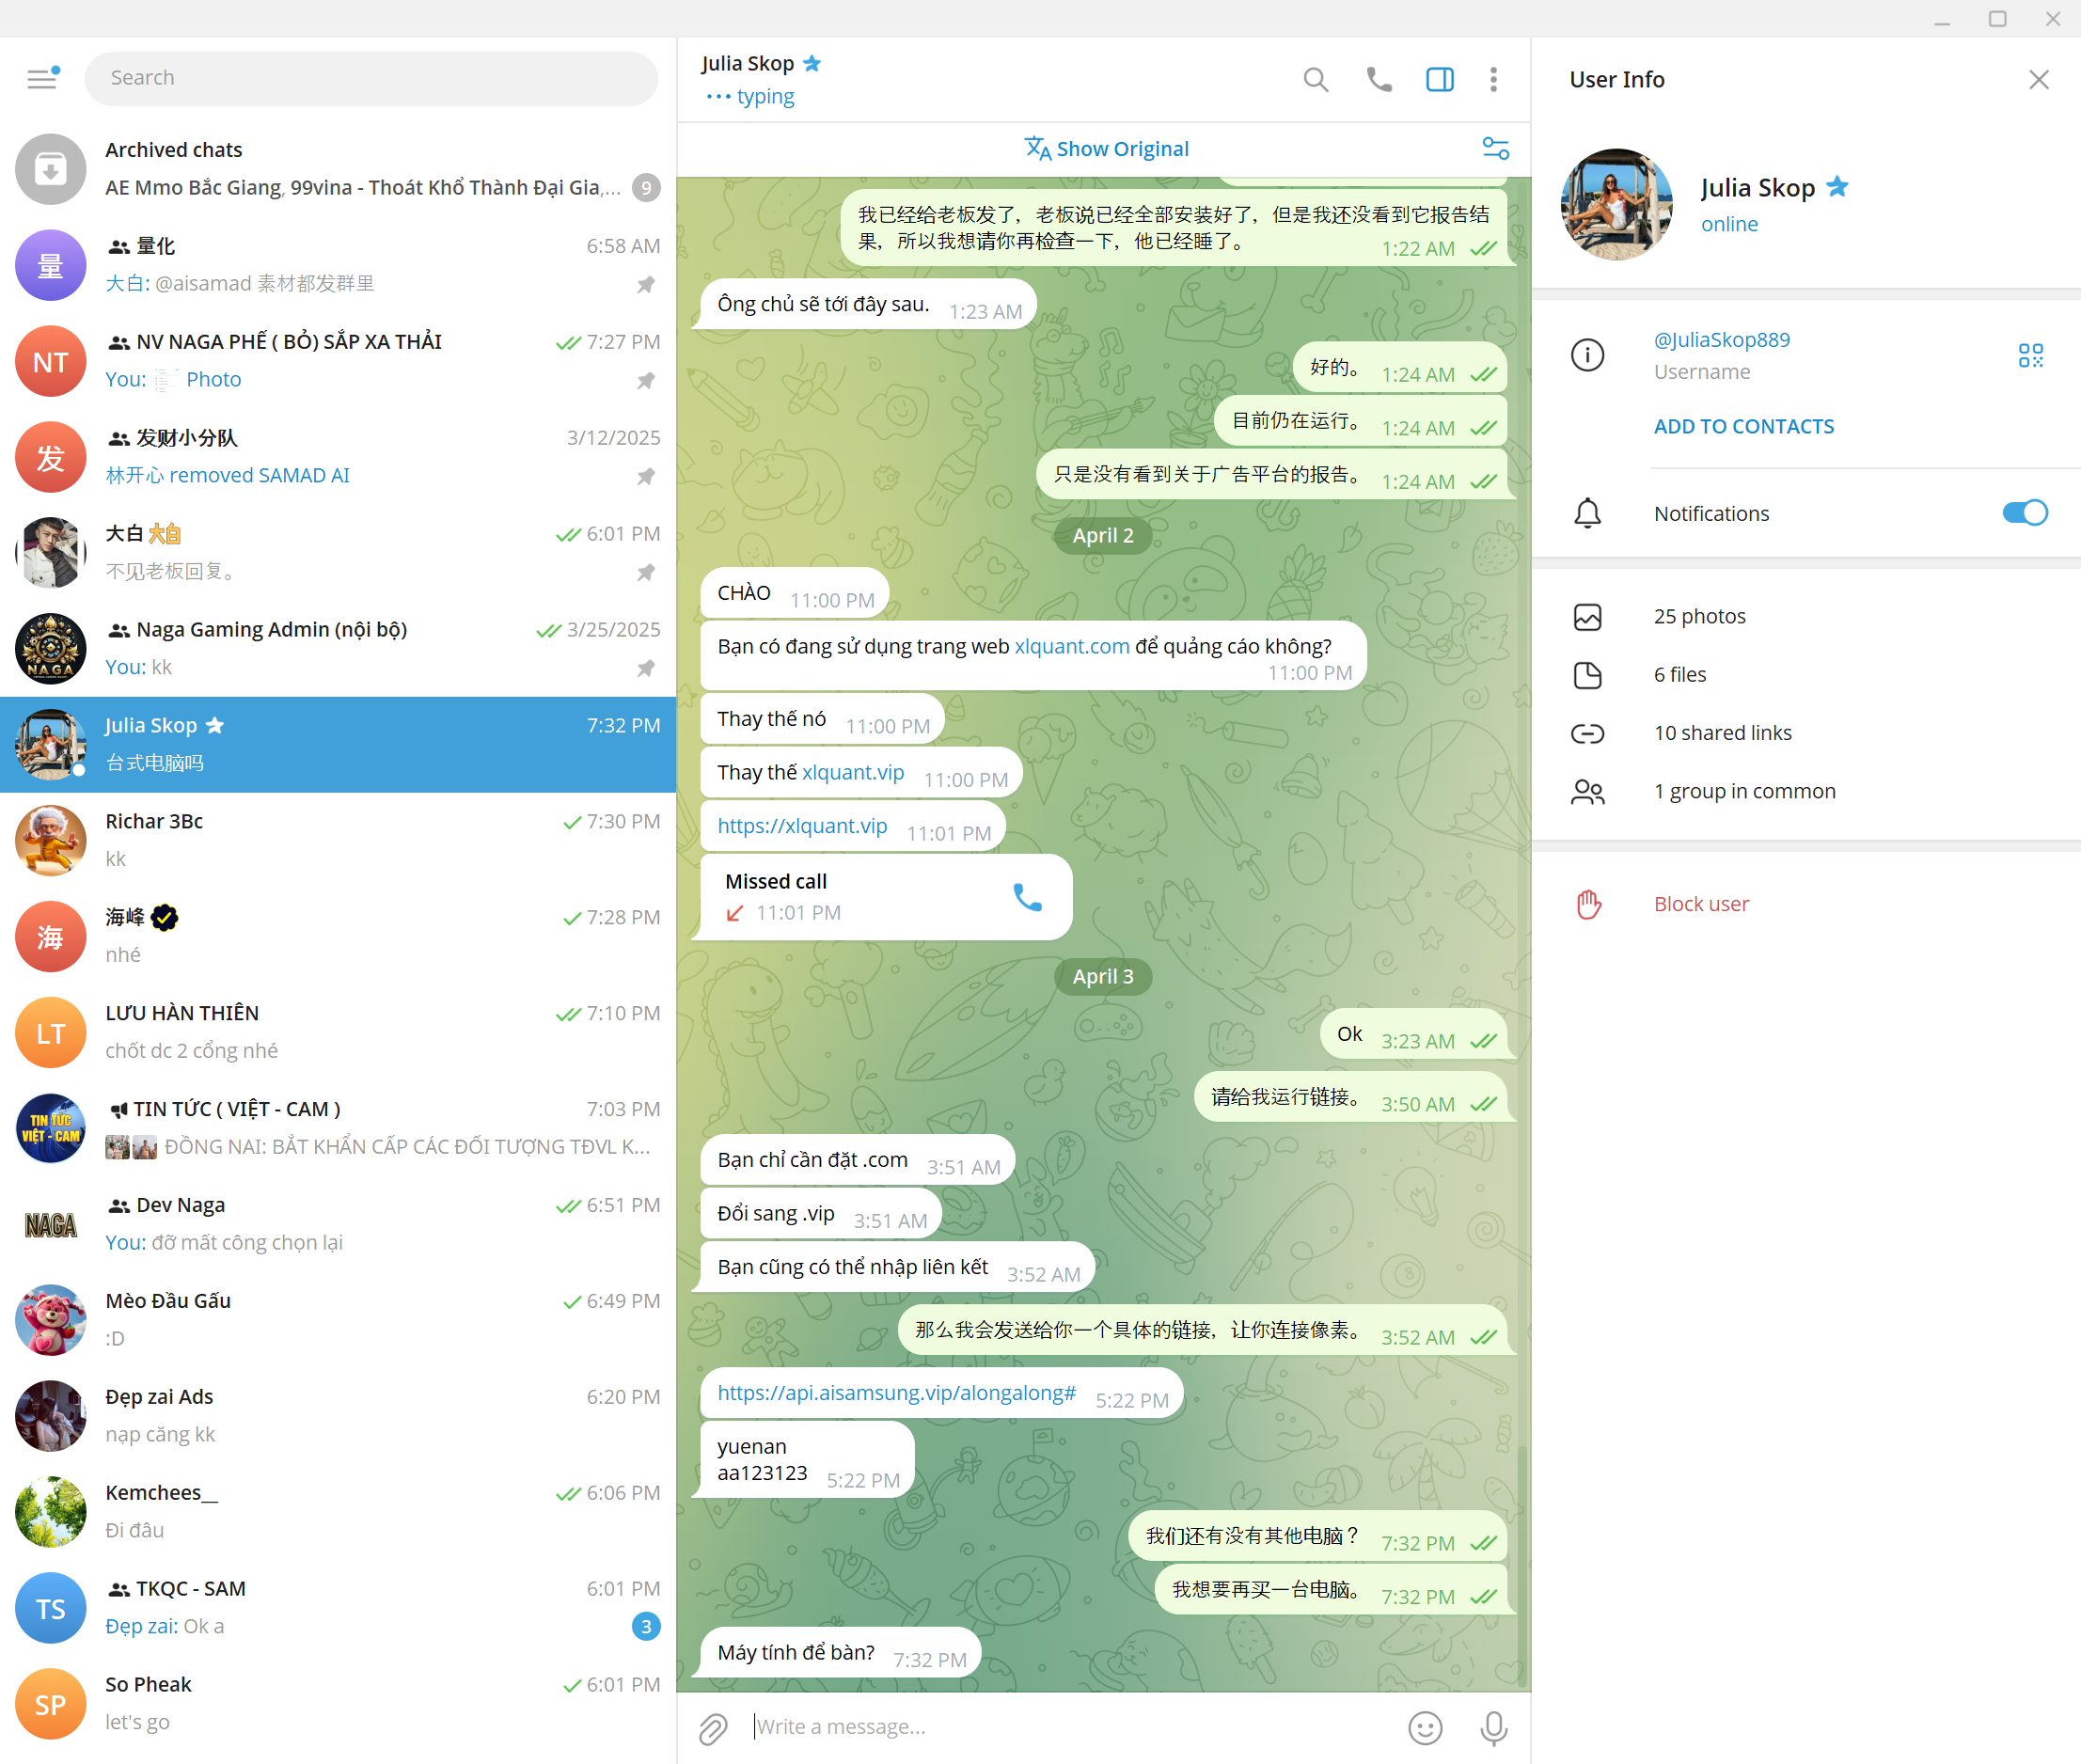 Search
Archived chats
AE Mmo Bắc Giang, 99vina - Thoát Khổ Thành Đại Gia,...
9
量
量化
6:58 AM
大白: @aisamad 素材都发群里
NT
NV NAGA PHẾ ( BỎ) SẮP XA THẢI
7:27 PM
You: Photo
发
发财小分队
3/12/2025
林开心 removed SAMAD AI
大白 大白
6:01 PM
不见老板回复。
NAGA
Naga Gaming Admin (nội bộ)
3/25/2025
You: kk
Julia Skop
7:32 PM
台式电脑吗
Richar 3Bc
7:30 PM
kk
海
海峰
7:28 PM
nhé
LT
LƯU HÀN THIÊN
7:10 PM
chốt dc 2 cổng nhé
TIN TỨC
VIỆT - CAM
TIN TỨC ( VIỆT - CAM )
7:03 PM
ĐỒNG NAI: BẮT KHẨN CẤP CÁC ĐỐI TƯỢNG TĐVL K...
NAGA
Dev Naga
6:51 PM
You: đỡ mất công chọn lại
Mèo Đầu Gấu
6:49 PM
:D
Đẹp zai Ads
6:20 PM
nạp căng kk
Kemchees__
6:06 PM
Đi đâu
TS
TKQC - SAM
6:01 PM
Đẹp zai: Ok a
3
SP
So Pheak
6:01 PM
let's go
Julia Skop
••• typing
Show Original
我已经给老板发了，老板说已经全部安装好了，但是我还没看到它报告结
果，所以我想请你再检查一下，他已经睡了。
1:22 AM
Ông chủ sẽ tới đây sau. 1:23 AM
好的。 1:24 AM
目前仍在运行。 1:24 AM
只是没有看到关于广告平台的报告。 1:24 AM
April 2
CHÀO 11:00 PM
Bạn có đang sử dụng trang web xlquant.com để quảng cáo không?
11:00 PM
Thay thế nó 11:00 PM
Thay thế xlquant.vip 11:00 PM
https://xlquant.vip 11:01 PM
Missed call
11:01 PM
April 3
Ok 3:23 AM
请给我运行链接。 3:50 AM
Bạn chỉ cần đặt .com 3:51 AM
Đổi sang .vip 3:51 AM
Bạn cũng có thể nhập liên kết 3:52 AM
那么我会发送给你一个具体的链接，让你连接像素。 3:52 AM
https://api.aisamsung.vip/alongalong# 5:22 PM
yuenan
aa123123 5:22 PM
我们还有没有其他电脑？ 7:32 PM
我想要再买一台电脑。 7:32 PM
Máy tính để bàn? 7:32 PM
Write a message...
User Info
Julia Skop
online
@JuliaSkop889
Username
ADD TO CONTACTS
Notifications
25 photos
6 files
10 shared links
1 group in common
Block user